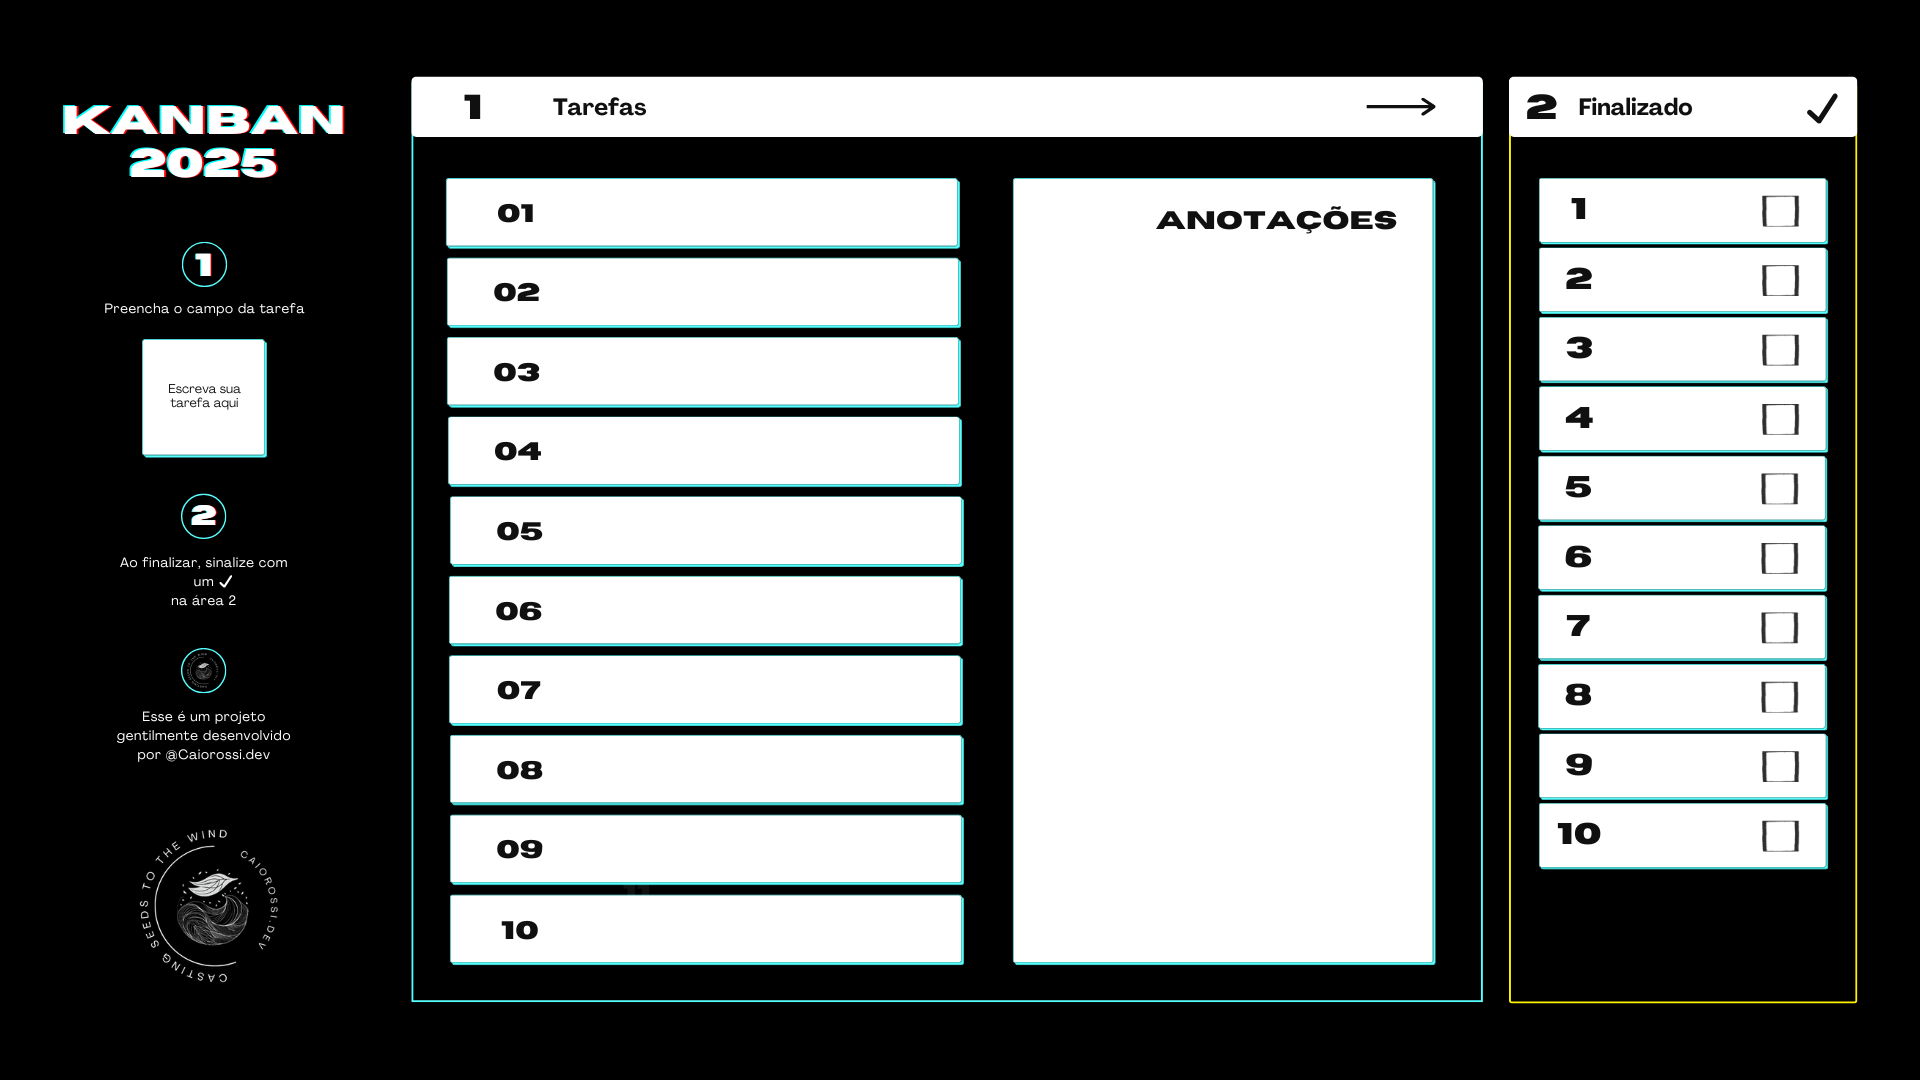 KANBAN
2025
1
Preencha o campo da tarefa
Escreva sua
tarefa aqui
2
Ao finalizar, sinalize com
um ✓
na área 2
Esse é um projeto
gentilmente desenvolvido
por @Caiorossi.dev
CASTING SEEDS TO THE WIND
CAIOROSSI.DEV
1 Tarefas →
01
02
03
04
05
06
07
08
09
10
ANOTAÇÕES
2 Finalizado ✓
1
2
3
4
5
6
7
8
9
10